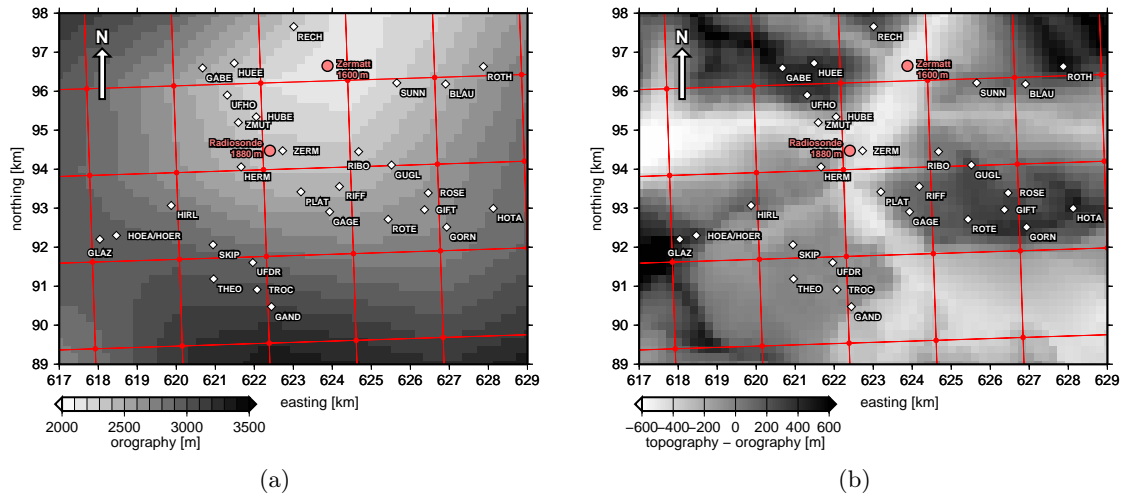 98
97
96
95
94
93
92
91
90
89
northing [km]
N
RECH
Zermatt
1600 m
GABE
HUEE
ROTH
SUNN
BLAU
UFHO
HUBE
ZMUT
Radiosonde
1880 m
ZERM
HERM
RIBO
GUGL
PLAT
RIFF
ROSE
HIRL
GAGE
GIFT
HOTA
ROTE
GORN
HOEA/HOER
GLAZ
SKIP
UFDR
THEO
TROC
GAND
617 618 619 620 621 622 623 624 625 626 627 628 629
easting [km]
2000 2500 3000 3500
orography [m]
(a)
98
97
96
95
94
93
92
91
90
89
northing [km]
N
RECH
Zermatt
1600 m
GABE
HUEE
ROTH
SUNN
BLAU
UFHO
HUBE
ZMUT
Radiosonde
1880 m
ZERM
HERM
RIBO
GUGL
PLAT
RIFF
ROSE
HIRL
GAGE
GIFT
HOTA
ROTE
GORN
HOEA/HOER
GLAZ
SKIP
UFDR
THEO
TROC
GAND
617 618 619 620 621 622 623 624 625 626 627 628 629
easting [km]
−600−400−200 0 200 400 600
topography − orography [m]
(b)